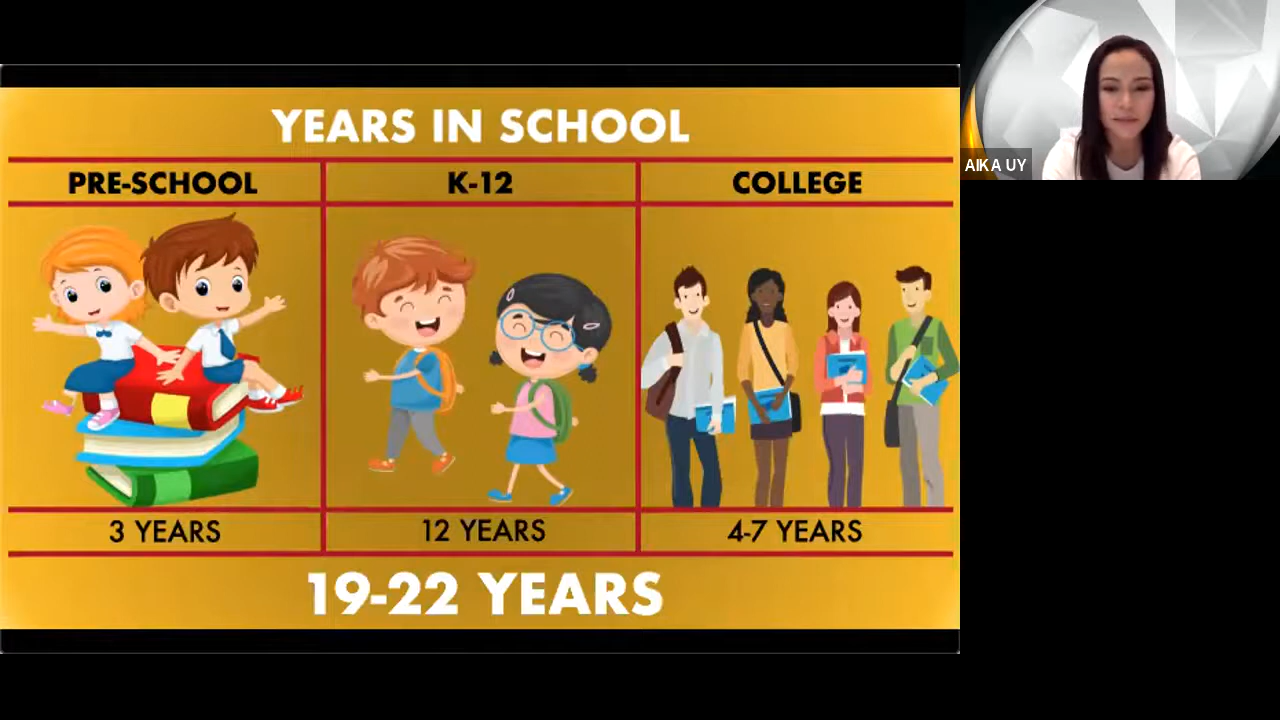 YEARS IN SCHOOL
PRE-SCHOOL
K-12
COLLEGE
3 YEARS
12 YEARS
4-7 YEARS
19-22 YEARS
AIKA UY